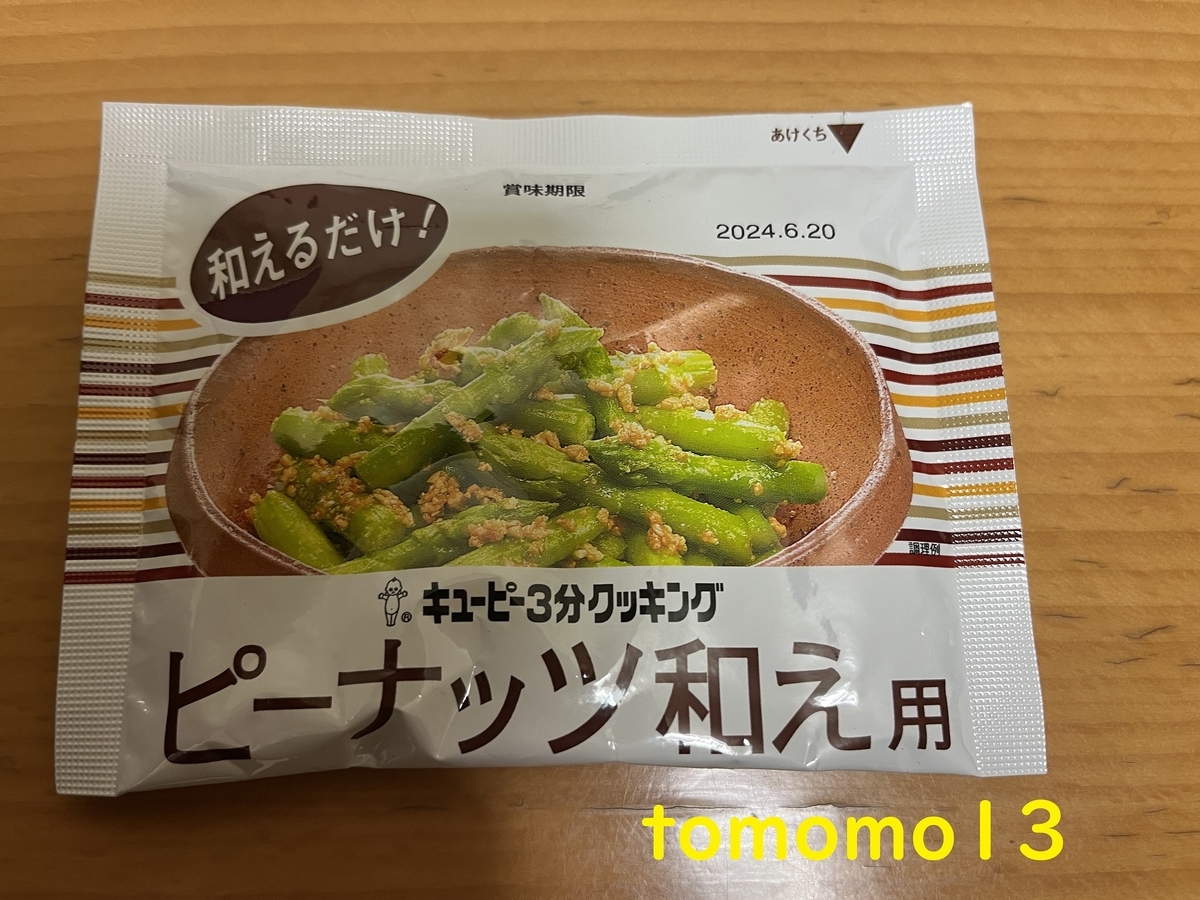 あけくち
賞味期限
2024.6.20
和えるだけ!
調理例
® キユーピー3分クッキング
ピーナッツ和え用
tomomo13